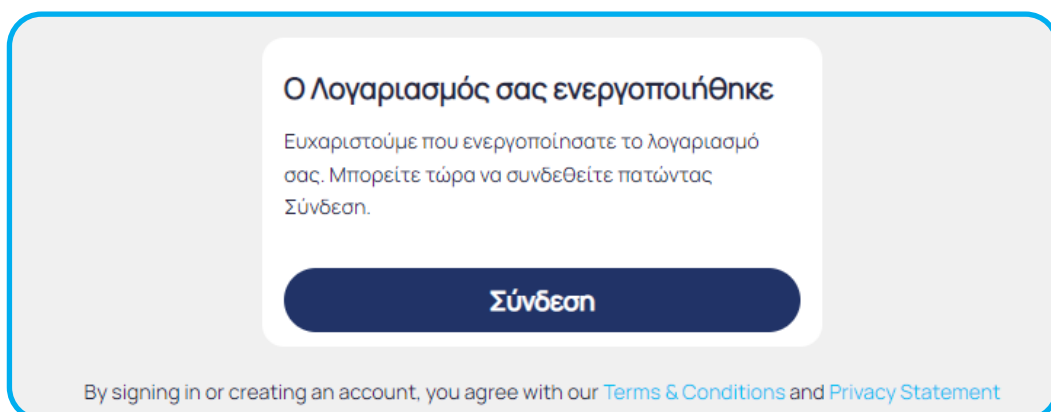 Ο Λογαριασμός σας ενεργοποιήθηκε
Ευχαριστούμε που ενεργοποίησατε το λογαριασμό
σας. Μπορείτε τώρα να συνδεθείτε πατώντας
Σύνδεση.
Σύνδεση
By signing in or creating an account, you agree with our Terms & Conditions and Privacy Statement